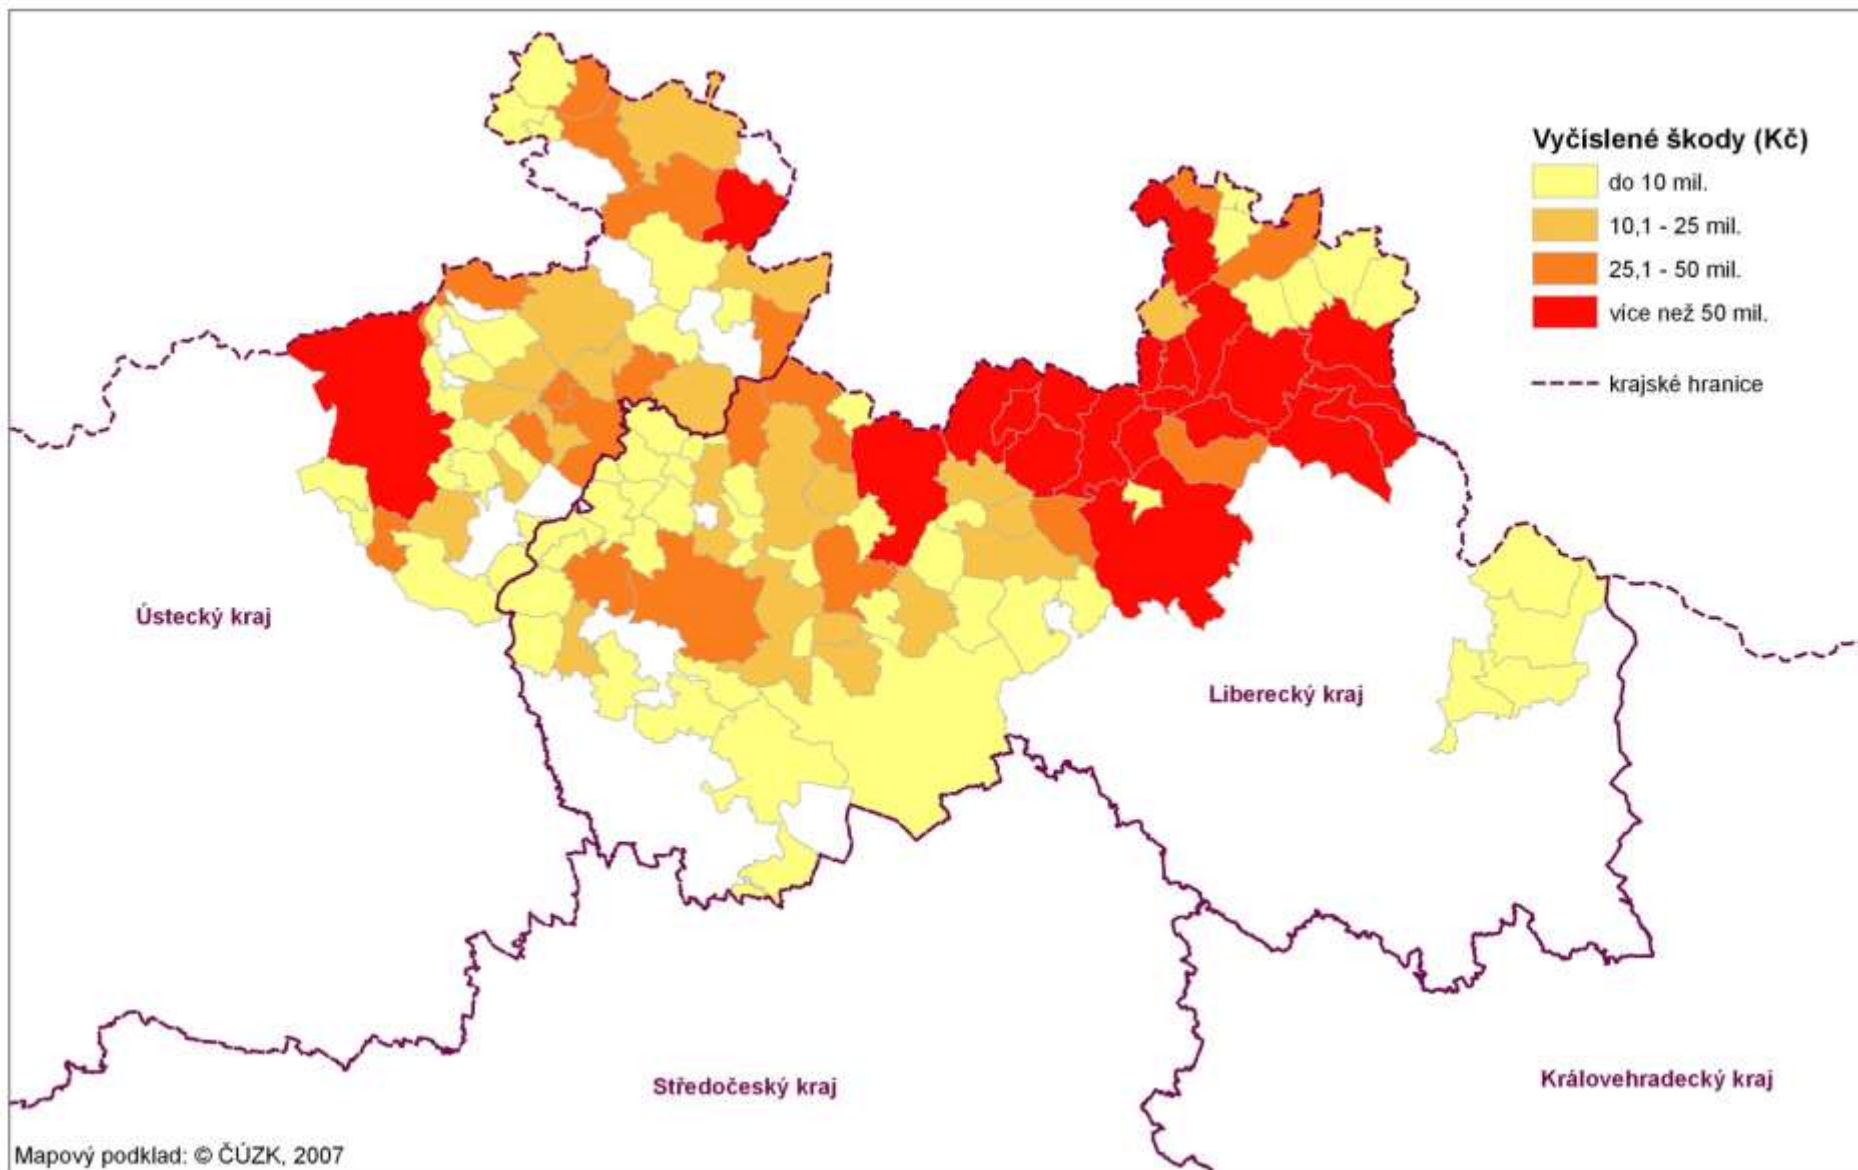 Vyčíslené škody (Kč)
do 10 mil.
10,1 - 25 mil.
25,1 - 50 mil.
více než 50 mil.
krajské hranice
Ústecký kraj
Liberecký kraj
Středočeský kraj
Královehradecký kraj
Mapový podklad: © ČÚZK, 2007